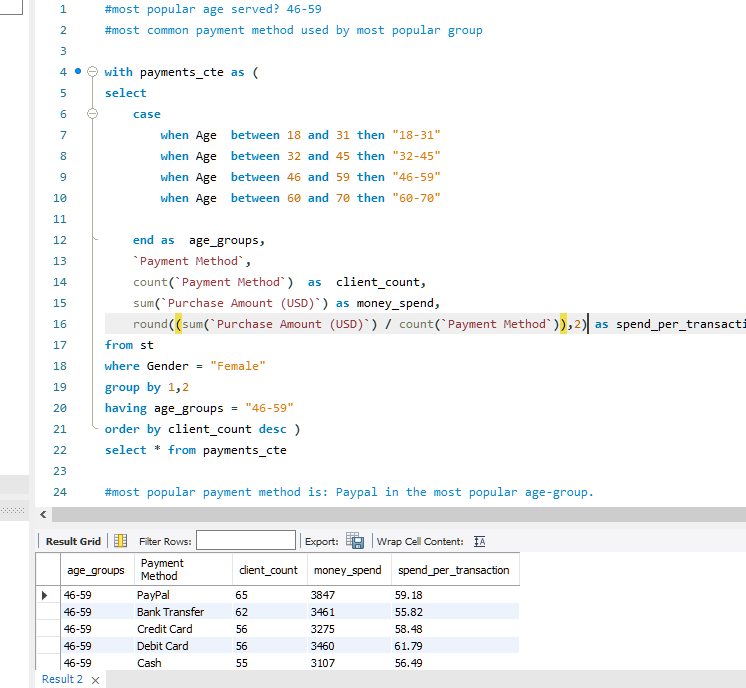 1 #most popular age served? 46-59
2 #most common payment method used by most popular group
3
4 with payments_cte as (
5 select
6 case
7 when Age between 18 and 31 then "18-31"
8 when Age between 32 and 45 then "32-45"
9 when Age between 46 and 59 then "46-59"
10 when Age between 60 and 70 then "60-70"
11
12 end as age_groups,
13 `Payment Method`,
14 count(`Payment Method`) as client_count,
15 sum(`Purchase Amount (USD)`) as money_spend,
16 round((sum(`Purchase Amount (USD)`) / count(`Payment Method`)),2) as spend_per_transacti
17 from st
18 where Gender = "Female"
19 group by 1,2
20 having age_groups = "46-59"
21 order by client_count desc )
22 select * from payments_cte
23
24 #most popular payment method is: Paypal in the most popular age-group.
Result Grid Filter Rows: Export: Wrap Cell Content:
age_groups Payment Method client_count money_spend spend_per_transaction
46-59 PayPal 65 3847 59.18
46-59 Bank Transfer 62 3461 55.82
46-59 Credit Card 56 3275 58.48
46-59 Debit Card 56 3460 61.79
46-59 Cash 55 3107 56.49
Result 2